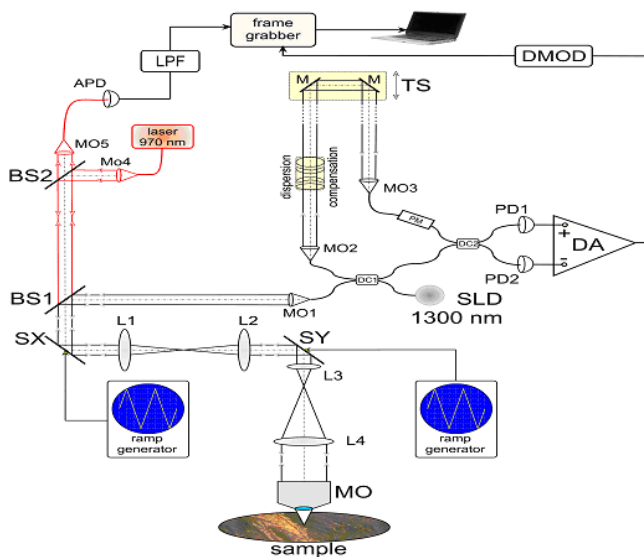 frame
grabber
LPF
DMOD
APD
M
M
TS
laser
970 nm
MO5
Mo4
BS2
dispersion
compensation
MO3
PM
PD1
MO2
DC2
+
DA
-
PD2
BS1
DC1
MO1
SLD
1300 nm
SX
L1
L2
SY
L3
ramp
generator
L4
ramp
generator
MO
sample